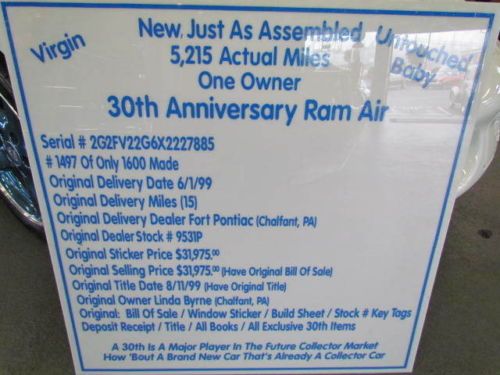 Virgin
New, Just As Assembled
Untouched Baby
5,215 Actual Miles
One Owner
30th Anniversary Ram Air
Serial # 2G2FV22G6X2227885
# 1497 Of Only 1600 Made
Original Delivery Date 6/1/99
Original Delivery Miles (15)
Original Delivery Dealer Fort Pontiac (Chalfant, PA)
Original Dealer Stock # 9531P
Original Sticker Price $31,975.00
Original Selling Price $31,975.00 (Have Original Bill Of Sale)
Original Title Date 8/11/99 (Have Original Title)
Original Owner Linda Byrne (Chalfant, PA)
Original: Bill Of Sale / Window Sticker / Build Sheet / Stock # Key Tags
Deposit Receipt / Title / All Books / All Exclusive 30th Items
A 30th Is A Major Player In The Future Collector Market
How 'Bout A Brand New Car That's Already A Collector Car